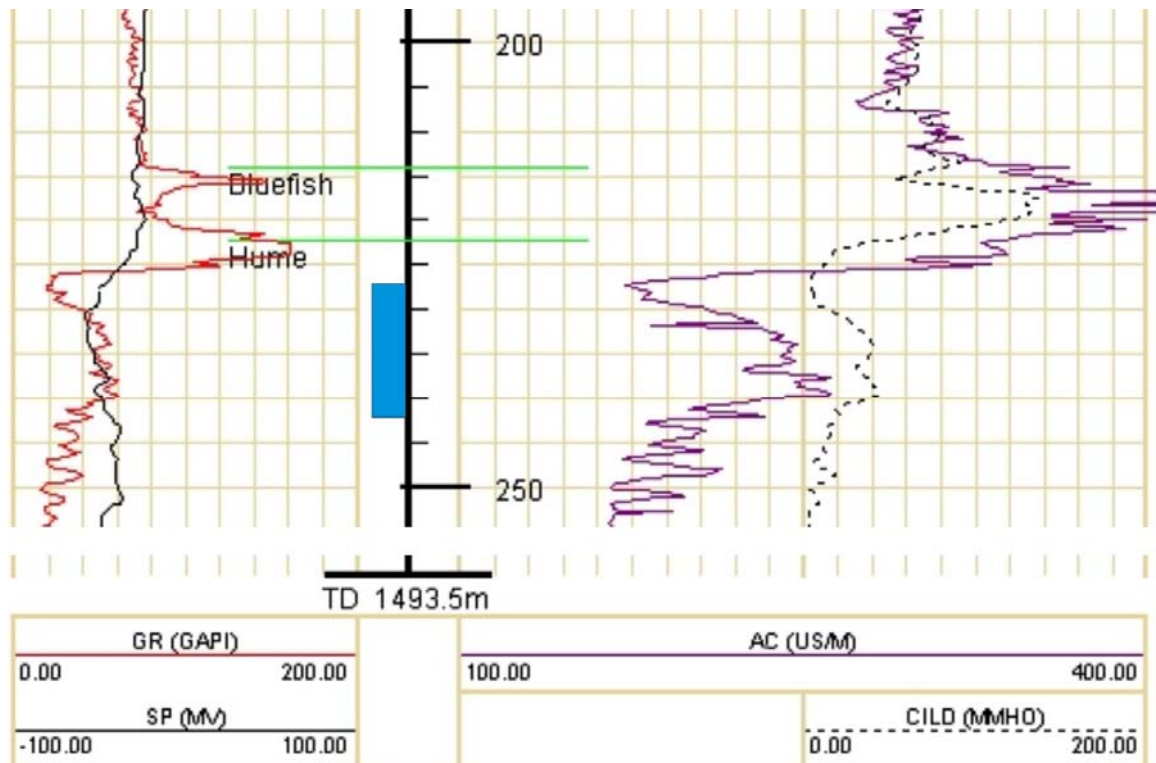 200
Bluefish
Hume
250
TD 1493.5m
GR (GAPI)
0.00 200.00
SP (MV)
-100.00 100.00
AC (US/M)
100.00 400.00
CILD (MMHO)
0.00 200.00